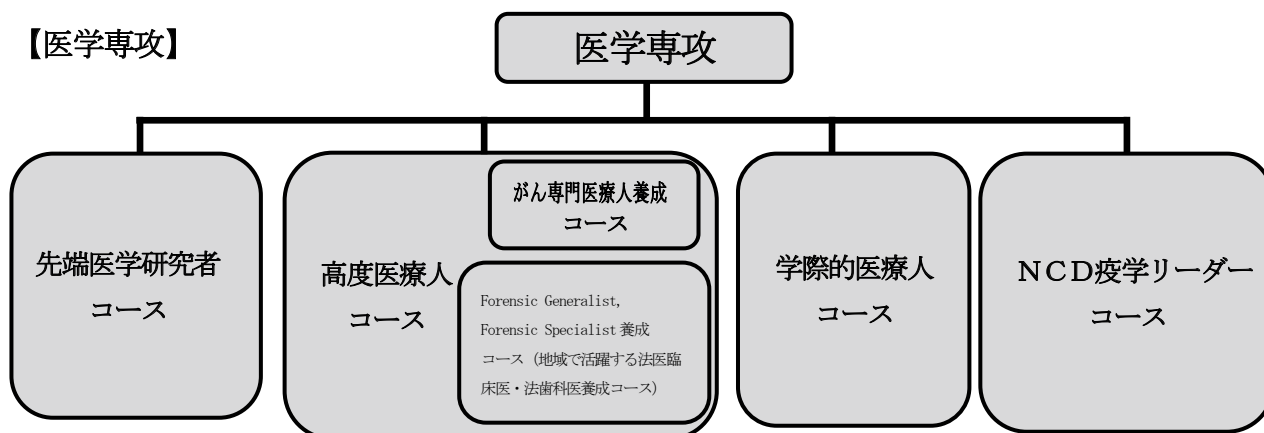 【医学専攻】
医学専攻
先端医学研究者
コース
高度医療人
コース
がん専門医療人養成
コース
Forensic Generalist,
Forensic Specialist 養成
コース（地域で活躍する法医臨
床医・法歯科医養成コース）
学際的医療人
コース
ＮＣＤ疫学リーダー
コース